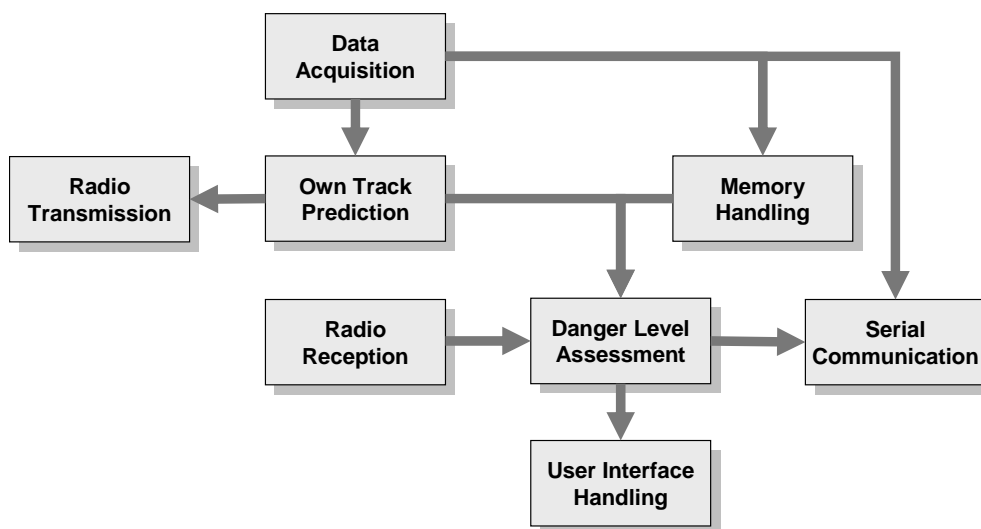 Data
Acquisition
Radio
Transmission
Own Track
Prediction
Memory
Handling
Radio
Reception
Danger Level
Assessment
Serial
Communication
User Interface
Handling